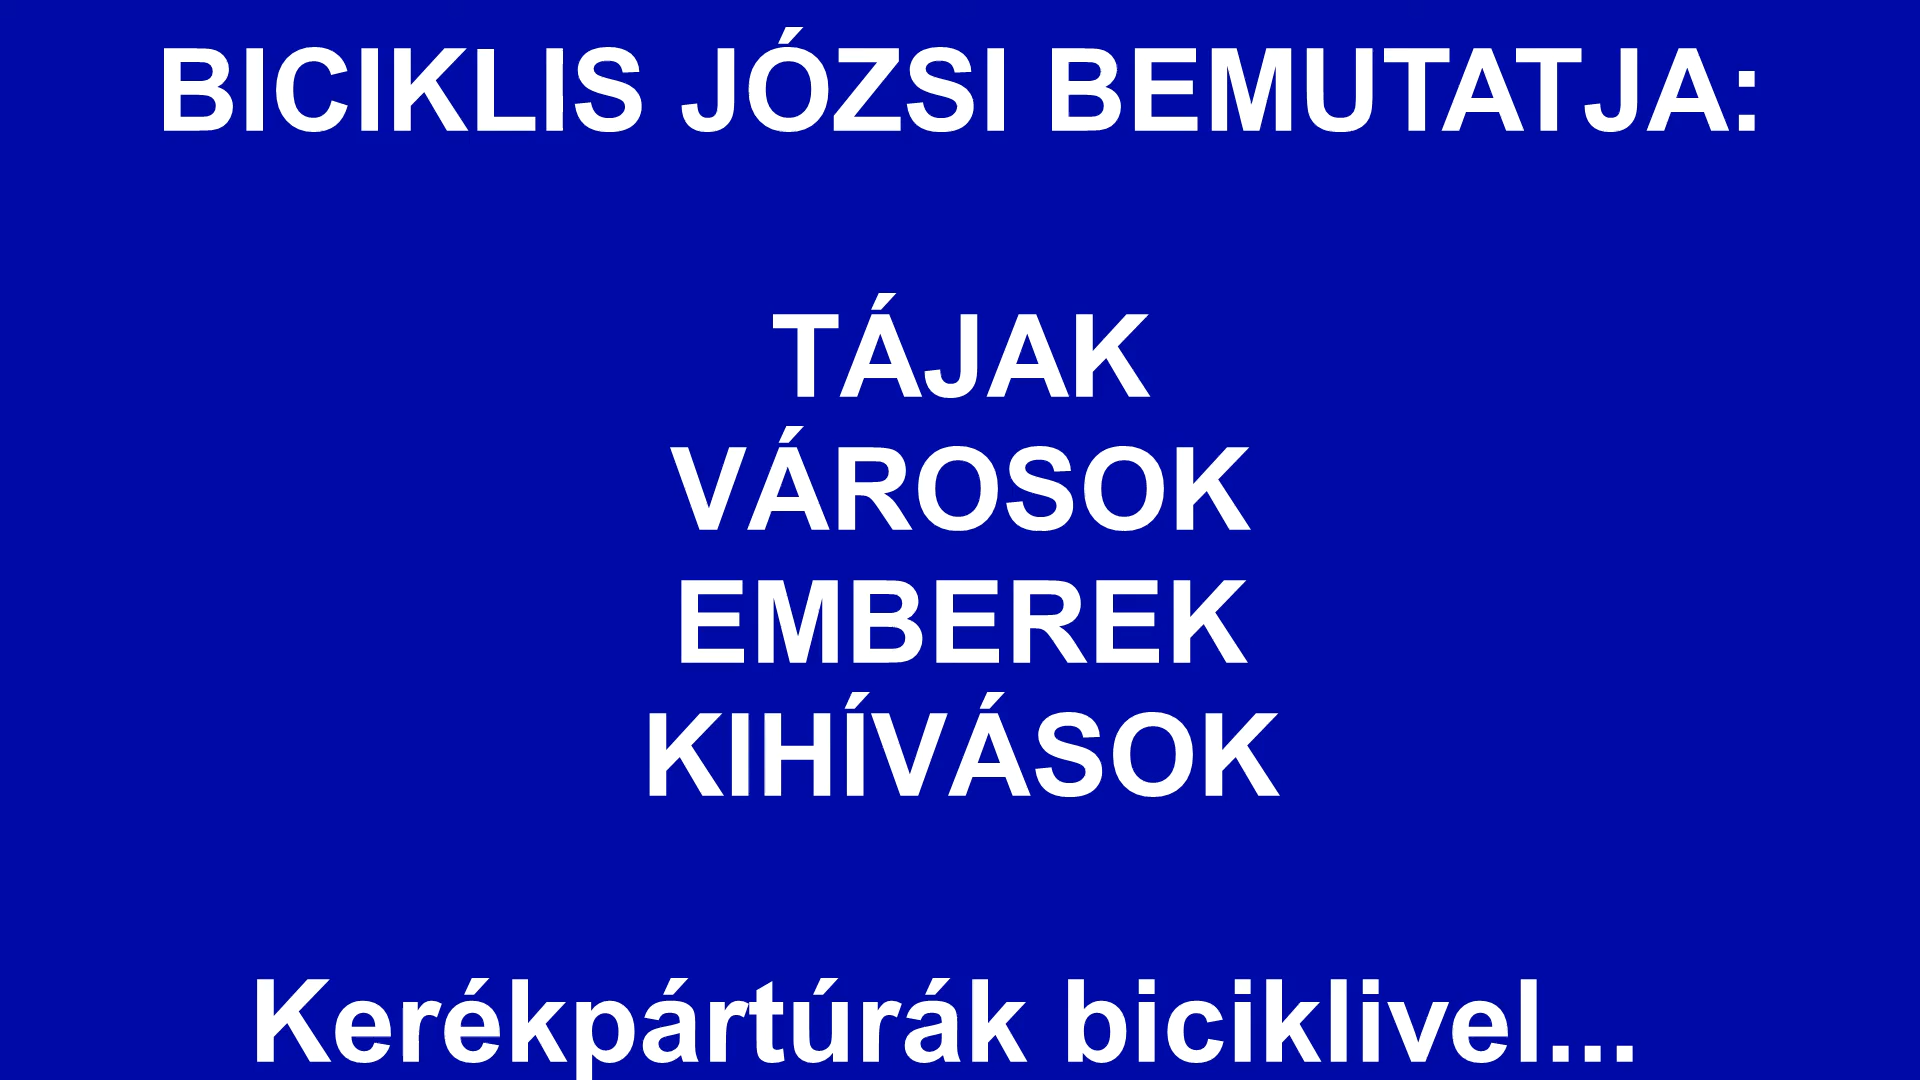 BICIKLIS JÓZSI BEMUTATJA:
TÁJAK
VÁROSOK
EMBEREK
KIHÍVÁSOK
Kerékpártúrák biciklivel...